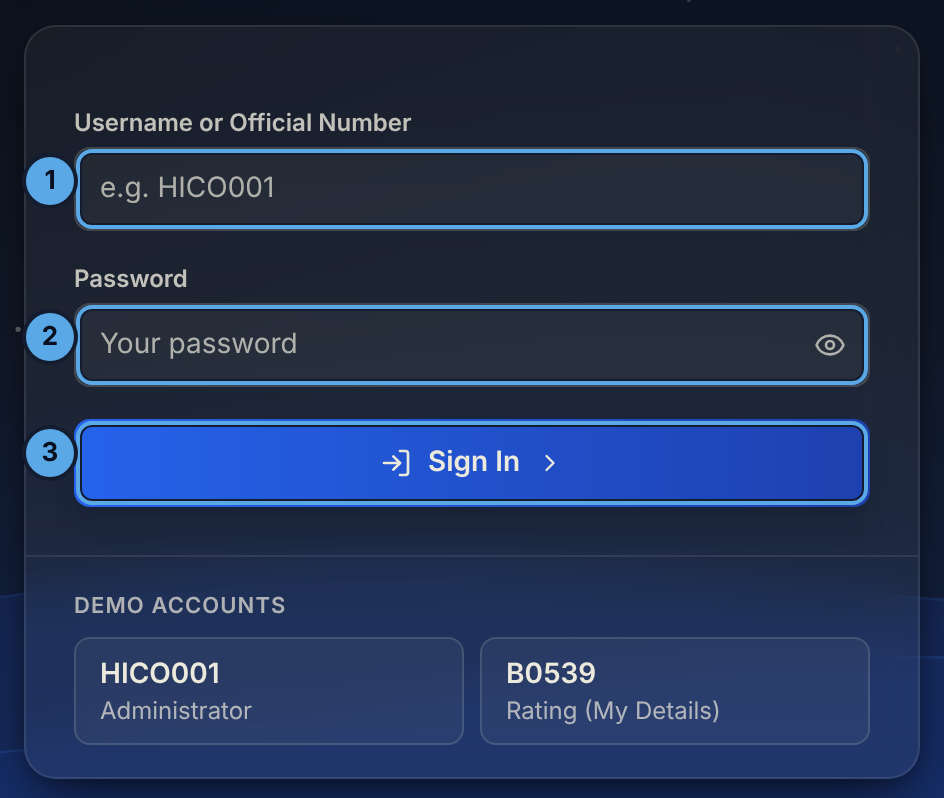 Username or Official Number
1
e.g. HICO001
Password
2
Your password
3
Sign In
DEMO ACCOUNTS
HICO001
Administrator
B0539
Rating (My Details)